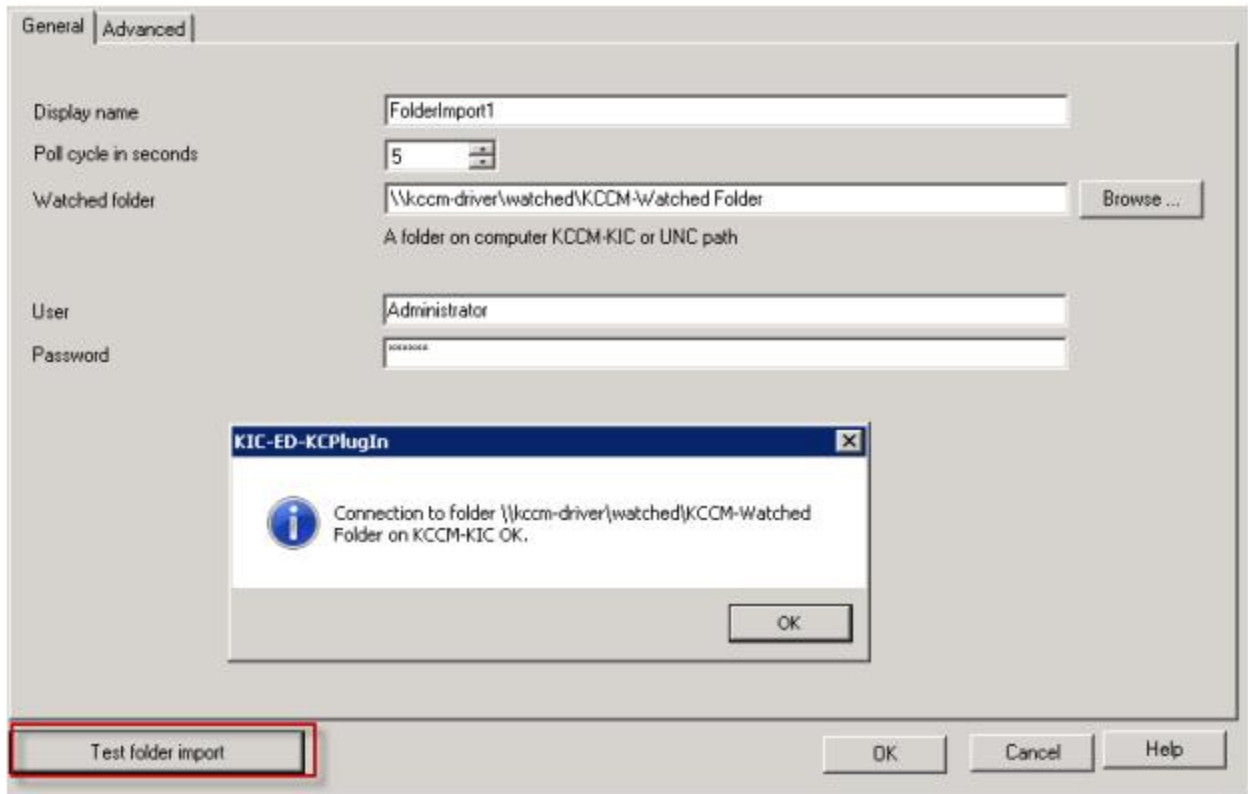 General Advanced
Display name FolderImport1
Poll cycle in seconds 5
Watched folder \\kccm-driver\watched\KCCM-Watched Folder Browse ...
A folder on computer KCCM-KIC or UNC path
User Administrator
Password *******
KIC-ED-KCPlugIn
Connection to folder \\kccm-driver\watched\KCCM-Watched
Folder on KCCM-KIC OK.
OK
Test folder import OK Cancel Help